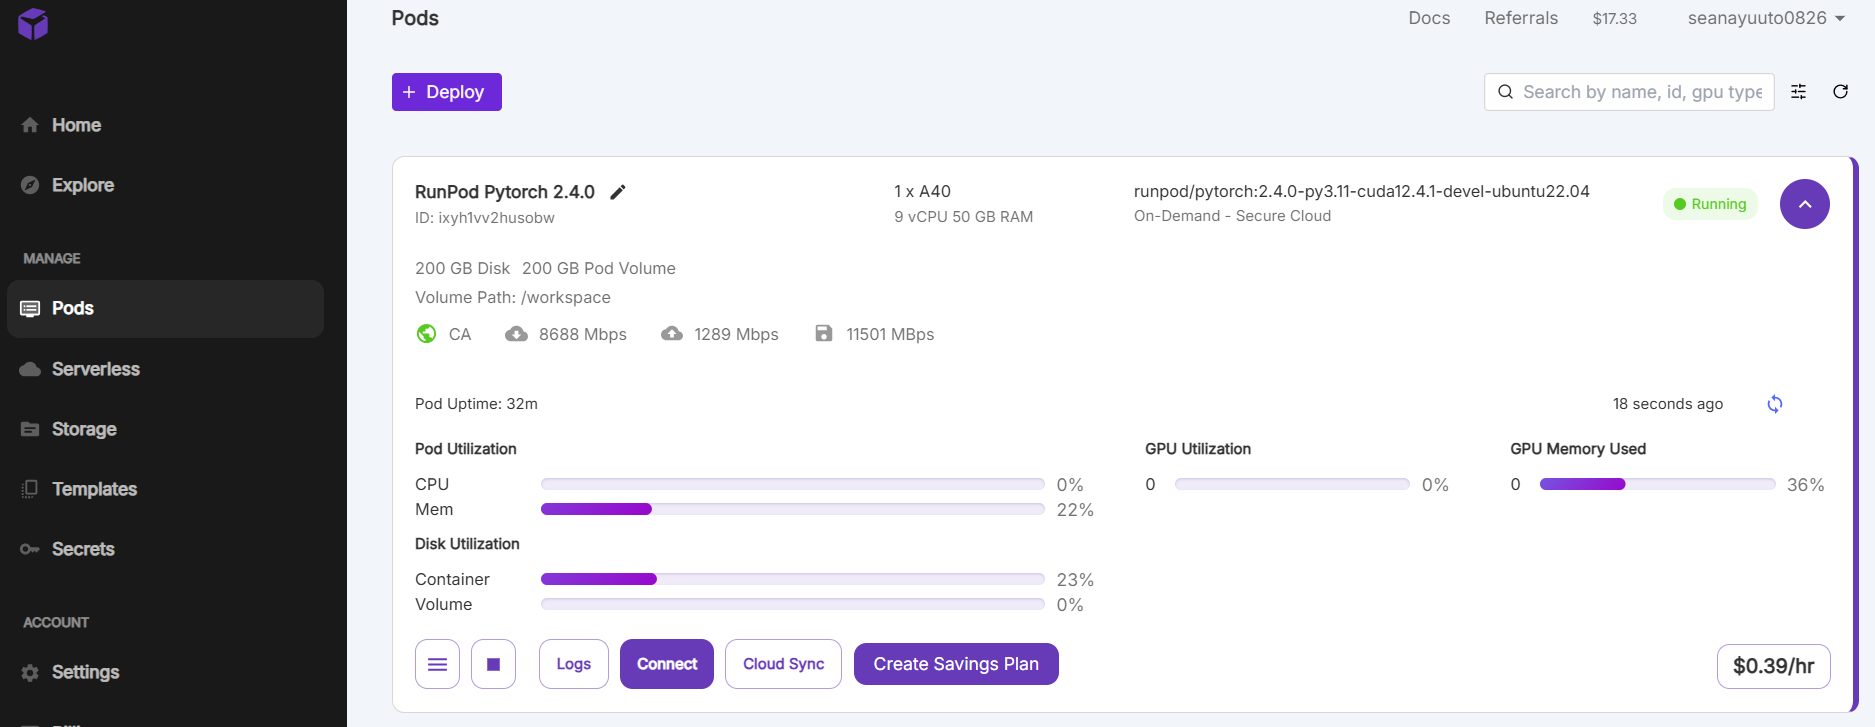 Pods
Docs
Referrals
$17.33
seanayuuto0826
Home
Explore
MANAGE
Pods
Serverless
Storage
Templates
Secrets
ACCOUNT
Settings
+ Deploy
Search by name, id, gpu type
RunPod Pytorch 2.4.0
ID: ixyh1vv2husobw
1 x A40
9 vCPU 50 GB RAM
runpod/pytorch:2.4.0-py3.11-cuda12.4.1-devel-ubuntu22.04
On-Demand - Secure Cloud
Running
200 GB Disk 200 GB Pod Volume
Volume Path: /workspace
CA 8688 Mbps 1289 Mbps 11501 MBps
Pod Uptime: 32m
18 seconds ago
Pod Utilization
CPU 0%
Mem 22%
Disk Utilization
Container 23%
Volume 0%
GPU Utilization
0 0%
GPU Memory Used
0 36%
Logs
Connect
Cloud Sync
Create Savings Plan
$0.39/hr